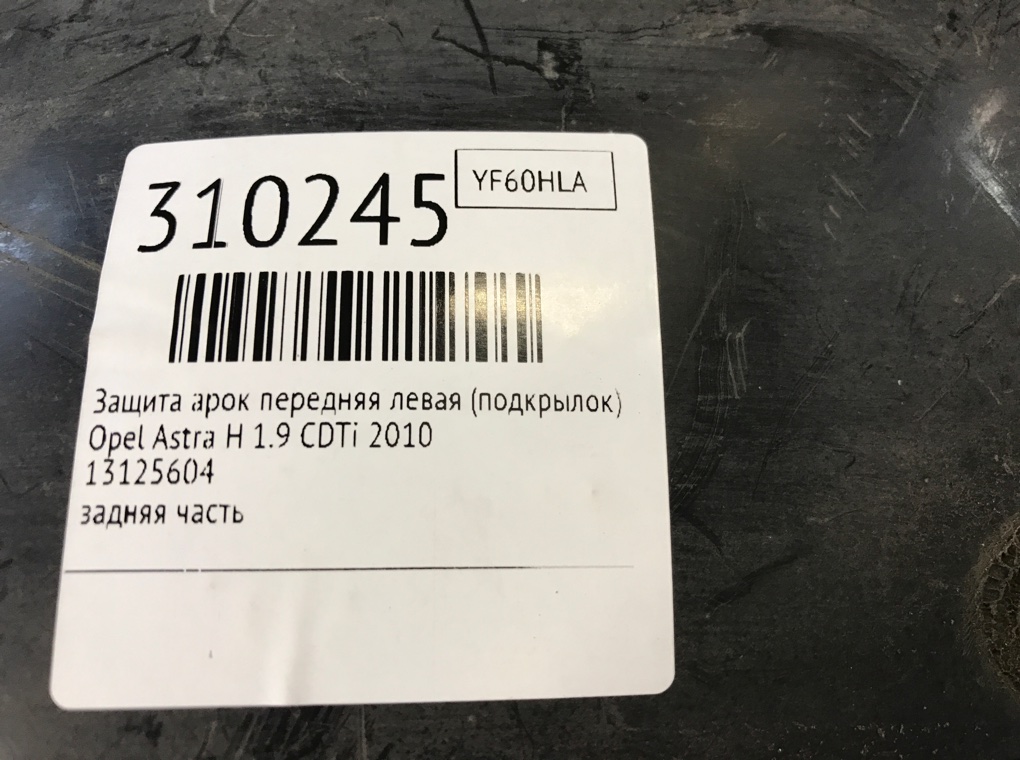 310245
YF60HLA
Защита арок передняя левая (подкрылок)
Opel Astra H 1.9 CDTi 2010
13125604
задняя часть